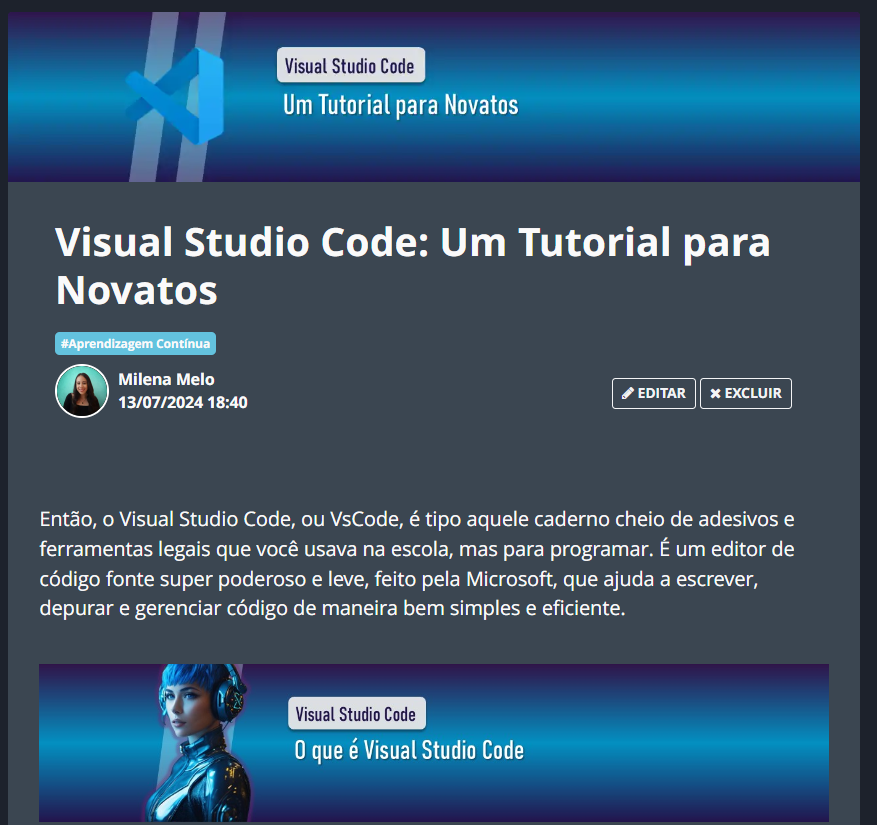 Visual Studio Code
Um Tutorial para Novatos
Visual Studio Code: Um Tutorial para
Novatos
#Aprendizagem Contínua
Milena Melo
13/07/2024 18:40
EDITAR
EXCLUIR
Então, o Visual Studio Code, ou VsCode, é tipo aquele caderno cheio de adesivos e
ferramentas legais que você usava na escola, mas para programar. É um editor de
código fonte super poderoso e leve, feito pela Microsoft, que ajuda a escrever,
depurar e gerenciar código de maneira bem simples e eficiente.
Visual Studio Code
O que é Visual Studio Code